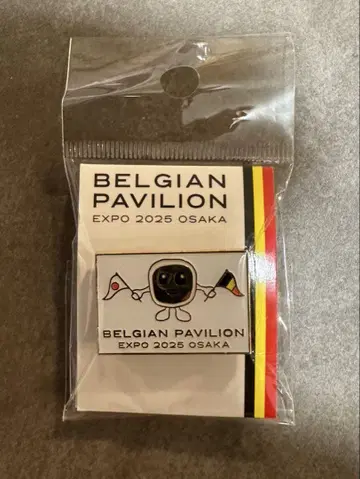 BELGIAN
PAVILION
EXPO 2025 OSAKA
BELGIAN PAVILION
EXPO 2025 OSAKA